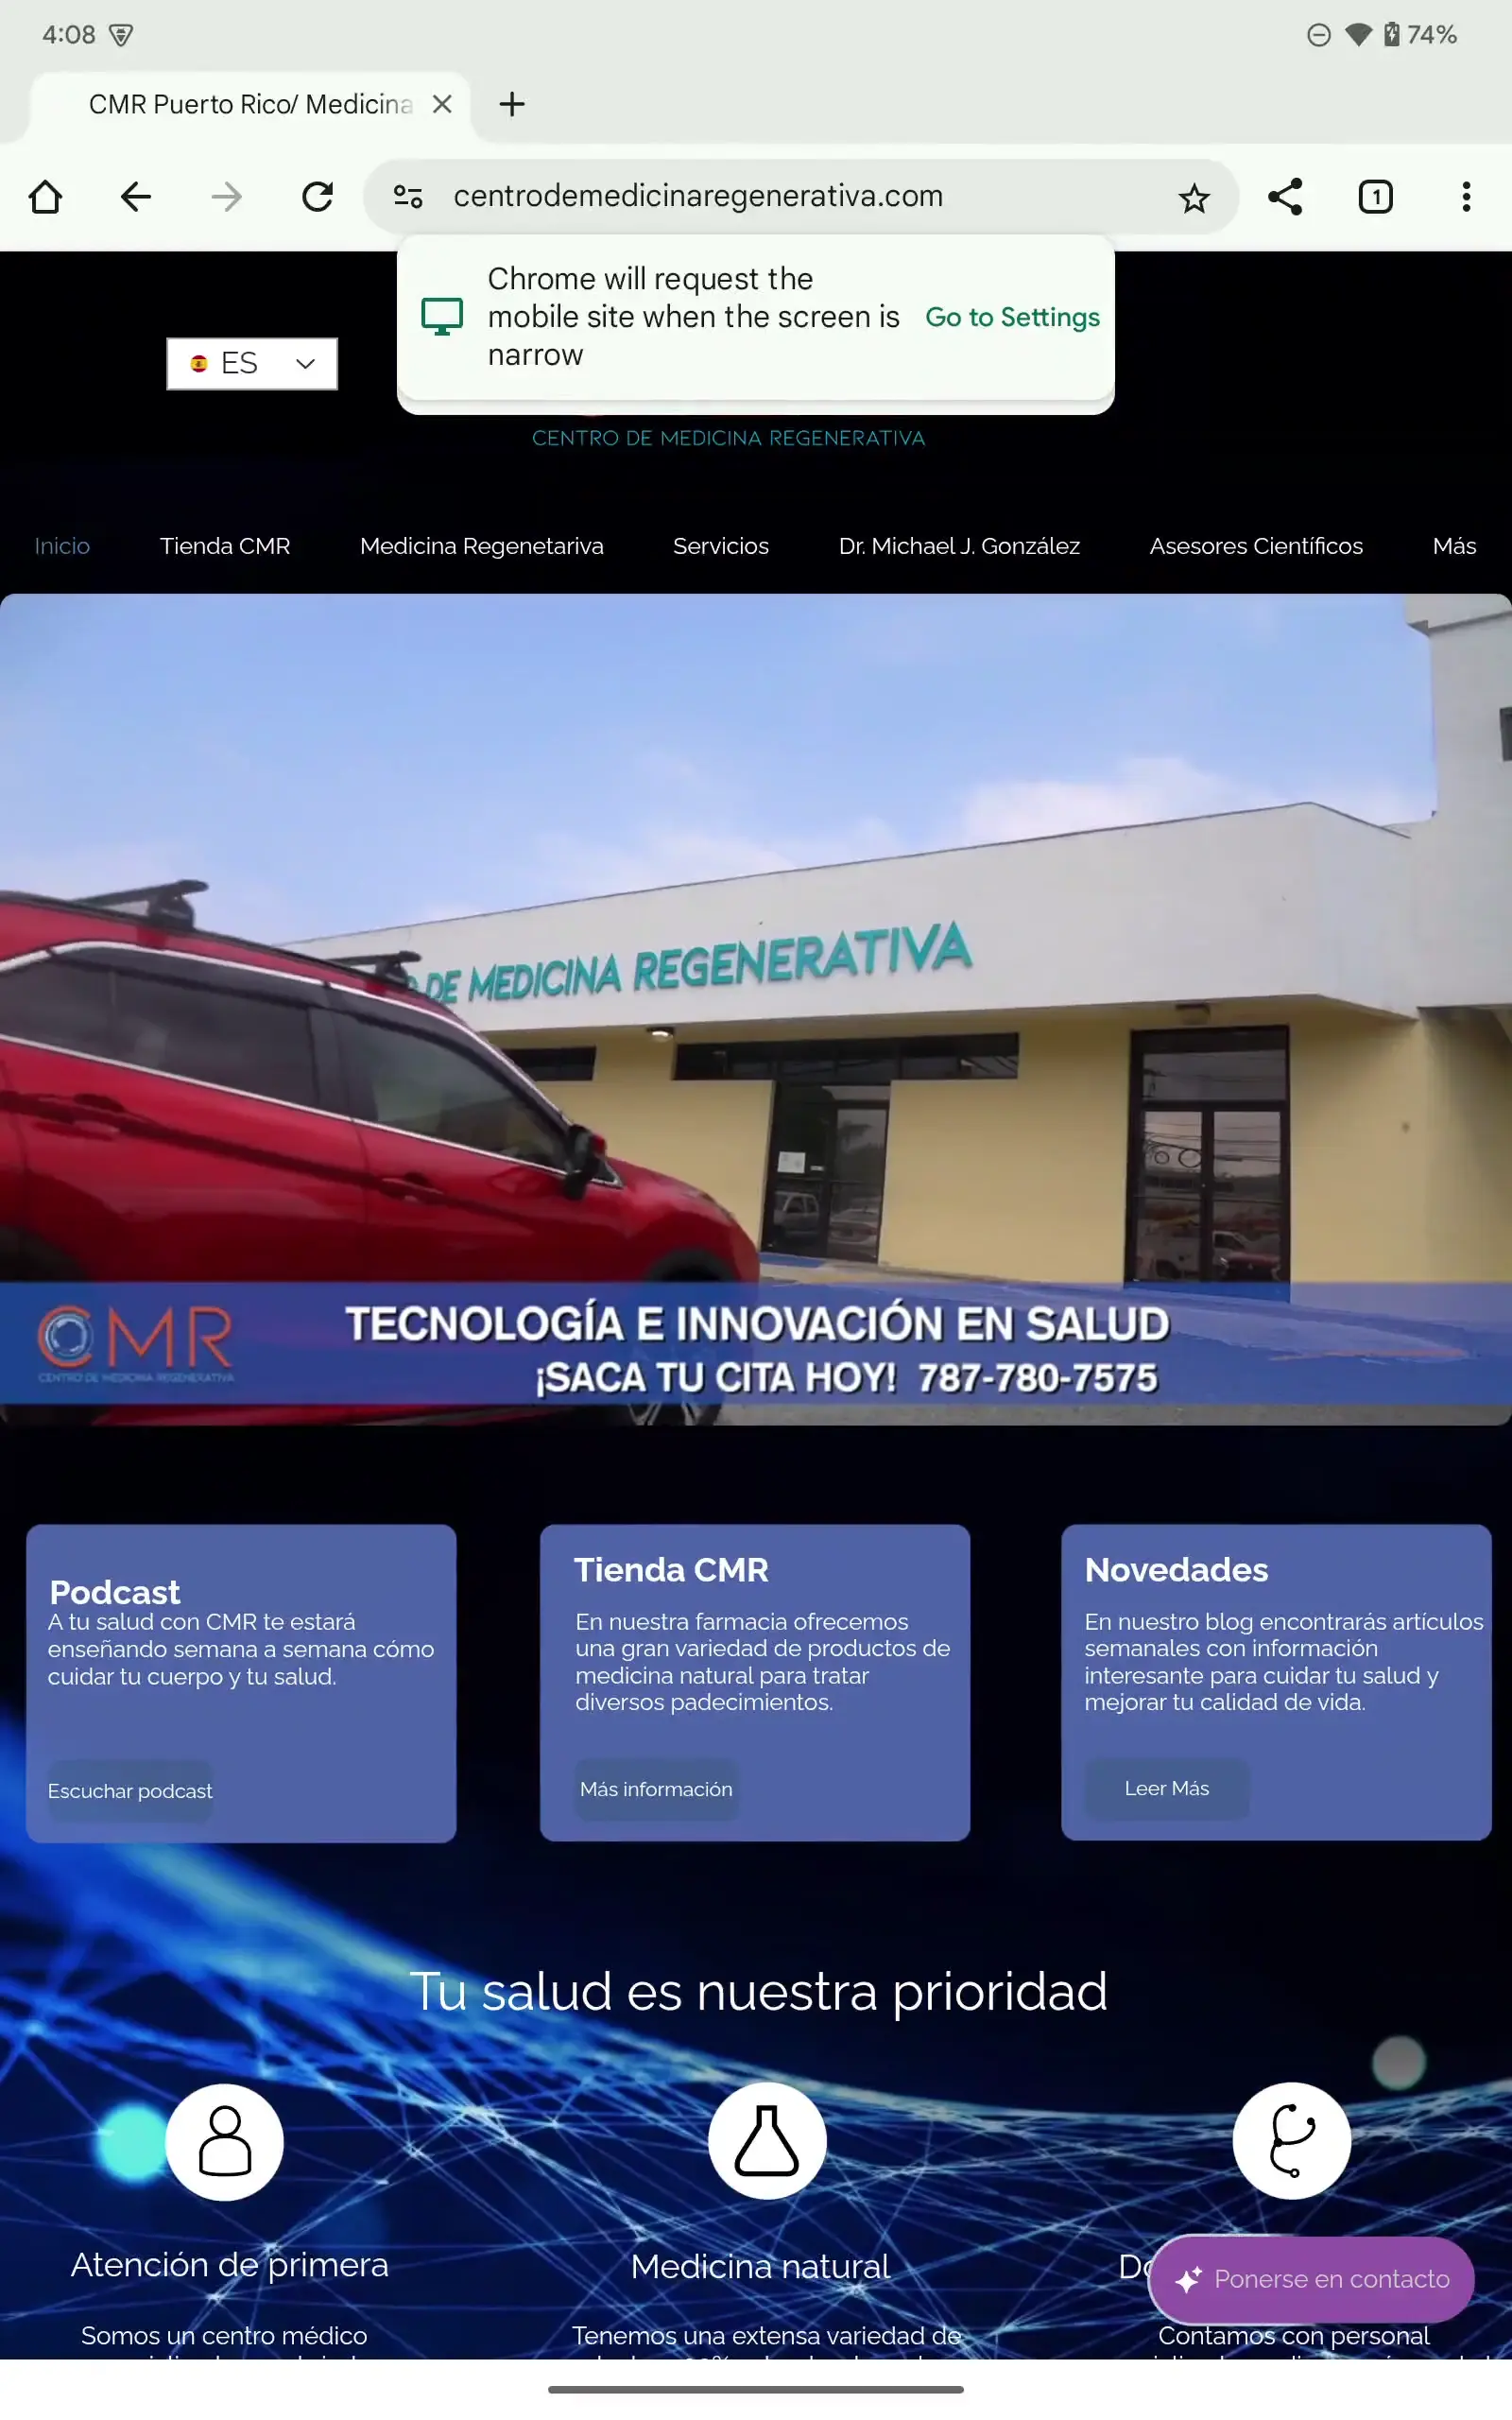 4:08
74%
CMR Puerto Rico/ Medicina
centrodemedicinaregenerativa.com
1
Chrome will request the
mobile site when the screen is
narrow
Go to Settings
ES
CENTRO DE MEDICINA REGENERATIVA
Inicio
Tienda CMR
Medicina Regenetariva
Servicios
Dr. Michael J. González
Asesores Científicos
Más
DE MEDICINA REGENERATIVA
CMR
CENTRO DE MEDICINA REGENERATIVA
TECNOLOGÍA E INNOVACIÓN EN SALUD
¡SACA TU CITA HOY! 787-780-7575
Podcast
A tu salud con CMR te estará
enseñando semana a semana cómo
cuidar tu cuerpo y tu salud.
Escuchar podcast
Tienda CMR
En nuestra farmacia ofrecemos
una gran variedad de productos de
medicina natural para tratar
diversos padecimientos.
Más información
Novedades
En nuestro blog encontrarás artículos
semanales con información
interesante para cuidar tu salud y
mejorar tu calidad de vida.
Leer Más
Tu salud es nuestra prioridad
Atención de primera
Somos un centro médico
Medicina natural
Tenemos una extensa variedad de
Ponerse en contacto
Contamos con personal